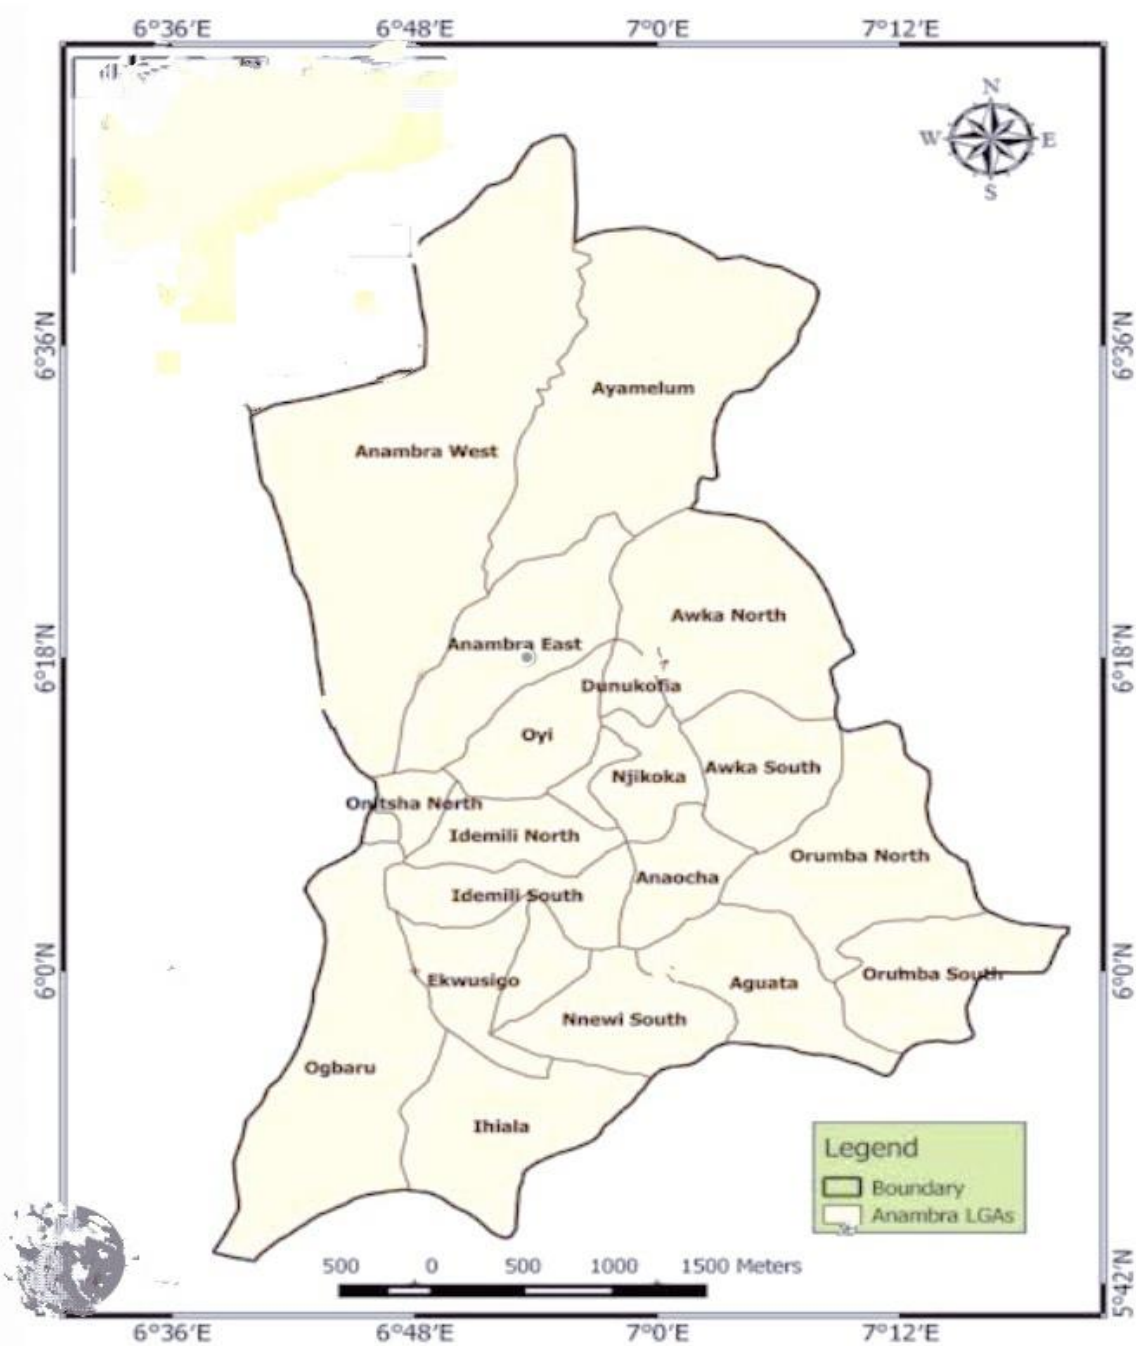 6°36′E 6°48′E 7°0′E 7°12′E
N
W E
S
6°36′N 6°36′N
Ayamelum
Anambra West
Awka North
Anambra East
6°18′N 6°18′N
Dunukofia
Oyi
Awka South
Njikoka
Onitsha North
Idemili North
Orumba North
Anaocha
Idemili South
6°0′N 6°0′N
Orumba South
Ekwusigo
Aguata
Nnewi South
Ogbaru
Ihiala
Legend
Boundary
Anambra LGAs
500 0 500 1000 1500 Meters
5°42′N
6°36′E 6°48′E 7°0′E 7°12′E